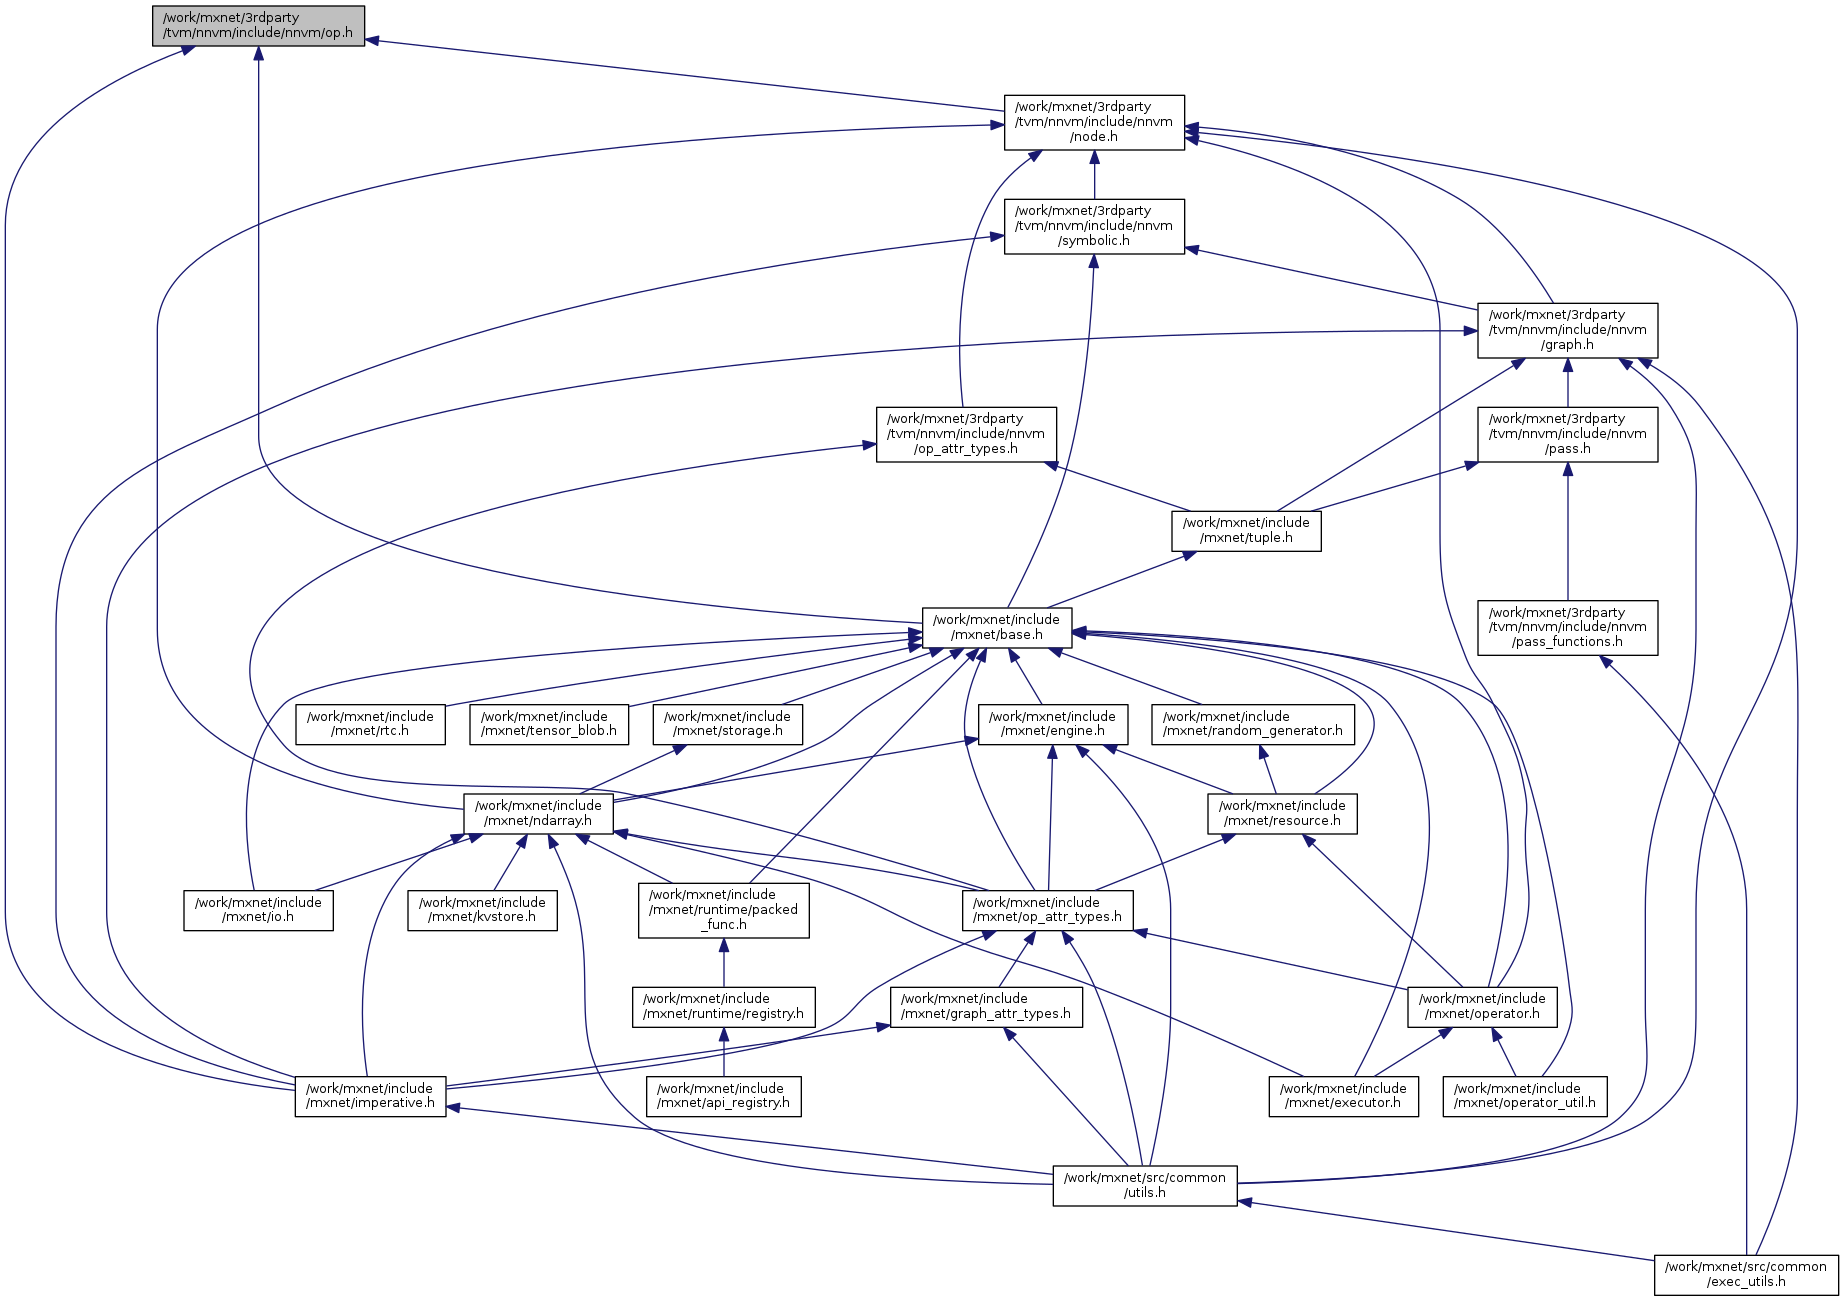 /work/mxnet/3rdparty
/tvm/nnvm/include/nnvm/op.h
/work/mxnet/3rdparty
/tvm/nnvm/include/nnvm
/node.h
/work/mxnet/3rdparty
/tvm/nnvm/include/nnvm
/symbolic.h
/work/mxnet/3rdparty
/tvm/nnvm/include/nnvm
/graph.h
/work/mxnet/3rdparty
/tvm/nnvm/include/nnvm
/op_attr_types.h
/work/mxnet/3rdparty
/tvm/nnvm/include/nnvm
/pass.h
/work/mxnet/include
/mxnet/tuple.h
/work/mxnet/include
/mxnet/base.h
/work/mxnet/3rdparty
/tvm/nnvm/include/nnvm
/pass_functions.h
/work/mxnet/include
/mxnet/rtc.h
/work/mxnet/include
/mxnet/tensor_blob.h
/work/mxnet/include
/mxnet/storage.h
/work/mxnet/include
/mxnet/engine.h
/work/mxnet/include
/mxnet/random_generator.h
/work/mxnet/include
/mxnet/ndarray.h
/work/mxnet/include
/mxnet/resource.h
/work/mxnet/include
/mxnet/io.h
/work/mxnet/include
/mxnet/kvstore.h
/work/mxnet/include
/mxnet/runtime/packed
_func.h
/work/mxnet/include
/mxnet/op_attr_types.h
/work/mxnet/include
/mxnet/runtime/registry.h
/work/mxnet/include
/mxnet/graph_attr_types.h
/work/mxnet/include
/mxnet/operator.h
/work/mxnet/include
/mxnet/imperative.h
/work/mxnet/include
/mxnet/api_registry.h
/work/mxnet/include
/mxnet/executor.h
/work/mxnet/include
/mxnet/operator_util.h
/work/mxnet/src/common
/utils.h
/work/mxnet/src/common
/exec_utils.h